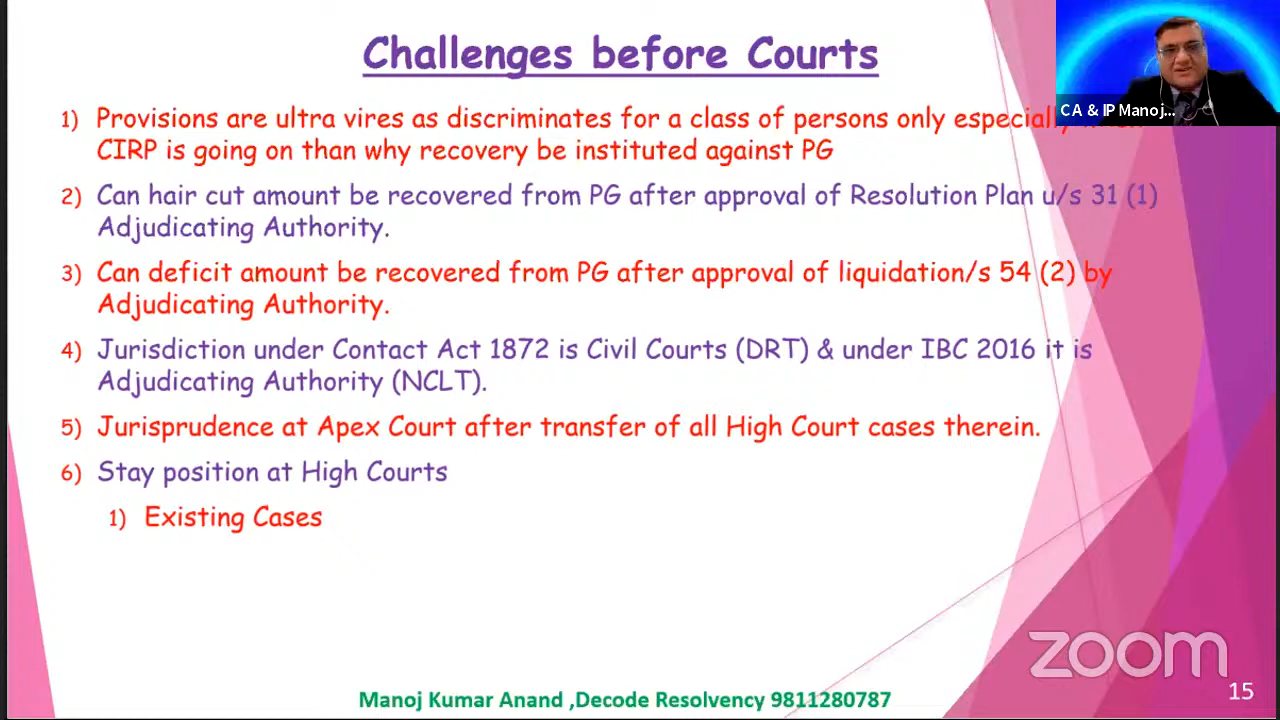 Challenges before Courts
CA & IP Manoj...
1) Provisions are ultra vires as discriminates for a class of persons only especially
CIRP is going on than why recovery be instituted against PG
2) Can hair cut amount be recovered from PG after approval of Resolution Plan u/s 31 (1)
Adjudicating Authority.
3) Can deficit amount be recovered from PG after approval of liquidation/s 54 (2) by
Adjudicating Authority.
4) Jurisdiction under Contact Act 1872 is Civil Courts (DRT) & under IBC 2016 it is
Adjudicating Authority (NCLT).
5) Jurisprudence at Apex Court after transfer of all High Court cases therein.
6) Stay position at High Courts
1) Existing Cases
zoom
Manoj Kumar Anand ,Decode Resolvency 9811280787
15